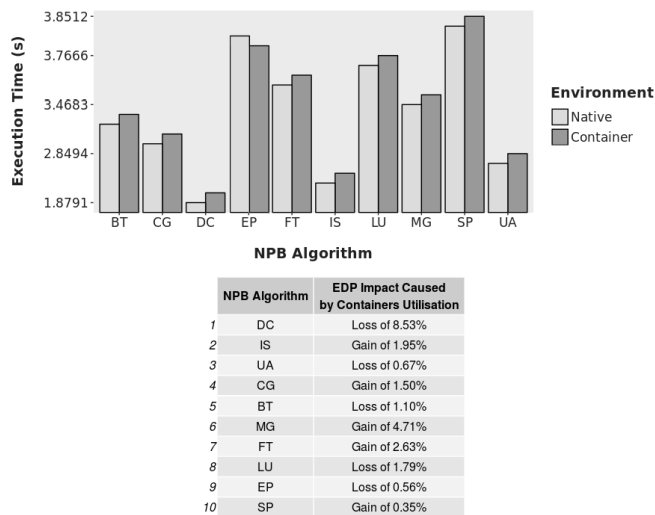 3.8512
3.7666
3.4683
2.8494
1.8791
Execution Time (s)
BT CG DC EP FT IS LU MG SP UA
NPB Algorithm
Environment
Native
Container
NPB Algorithm
EDP Impact Caused
by Containers Utilisation
1 DC Loss of 8.53%
2 IS Gain of 1.95%
3 UA Loss of 0.67%
4 CG Gain of 1.50%
5 BT Loss of 1.10%
6 MG Gain of 4.71%
7 FT Gain of 2.63%
8 LU Loss of 1.79%
9 EP Loss of 0.56%
10 SP Gain of 0.35%